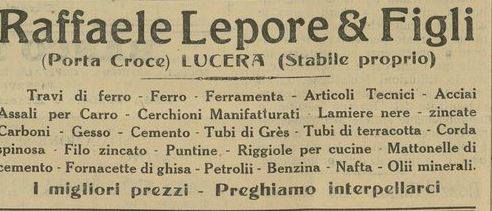 Raffaele Lepore & Figli
(Porta Croce) LUCERA (Stabile proprio)
Travi di ferro - Ferro - Ferramenta - Articoli Tecnici - Acciai
Assali per Carro - Cerchioni Manifatturati - Lamiere nere - zincate
Carboni - Gesso - Cemento - Tubi di Grès - Tubi di terracotta - Corda
spinosa - Filo zincato - Puntine - Riggiole per cucine - Mattonelle di
cemento - Fornacette di ghisa - Petrolii - Benzina - Nafta - Olii minerali.
I migliori prezzi - Preghiamo interpellarci